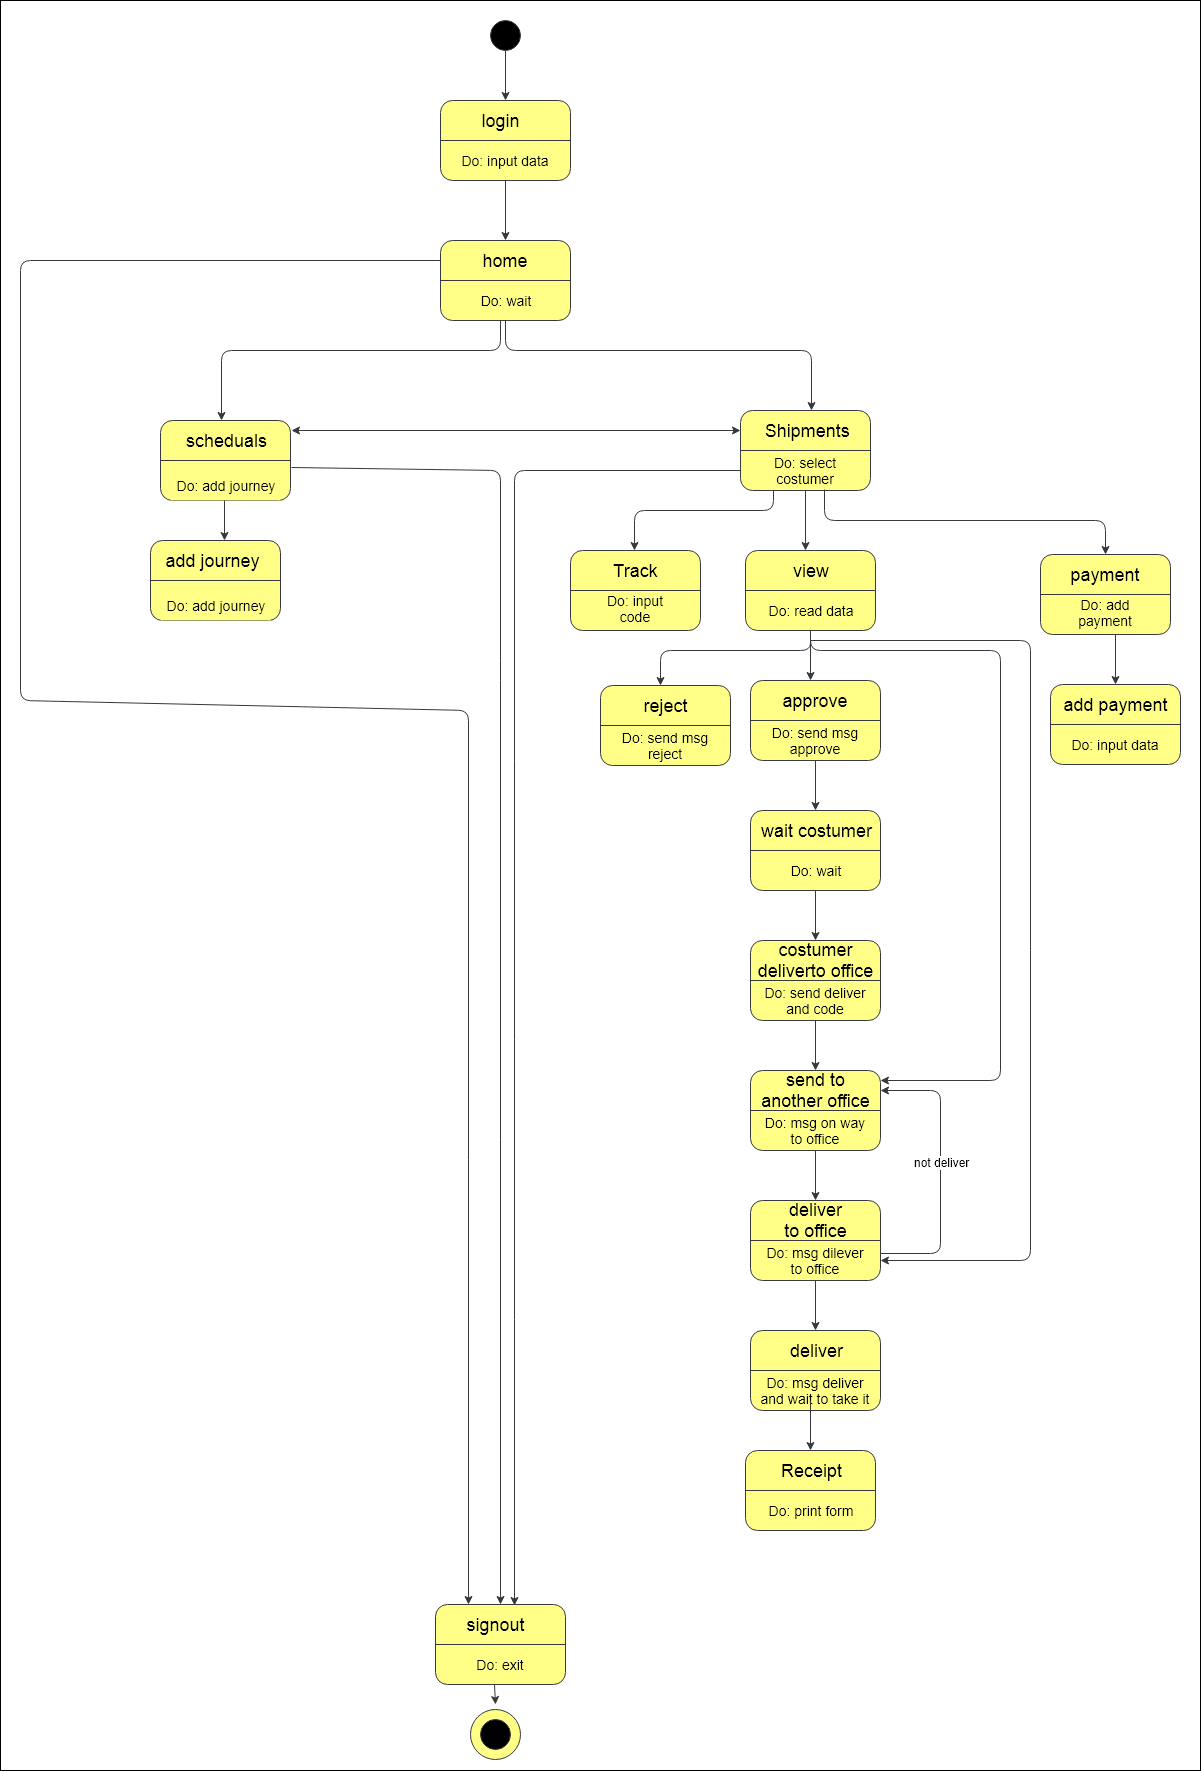 login
Do: input data
home
Do: wait
scheduals
Do: add journey
Shipments
Do: select
costumer
add journey
Do: add journey
Track
Do: input
code
view
Do: read data
payment
Do: add
payment
reject
Do: send msg
reject
approve
Do: send msg
approve
add payment
Do: input data
wait costumer
Do: wait
costumer
deliverto office
Do: send deliver
and code
send to
another office
Do: msg on way
to office
not deliver
deliver
to office
Do: msg dilever
to office
deliver
Do: msg deliver
and wait to take it
Receipt
Do: print form
signout
Do: exit